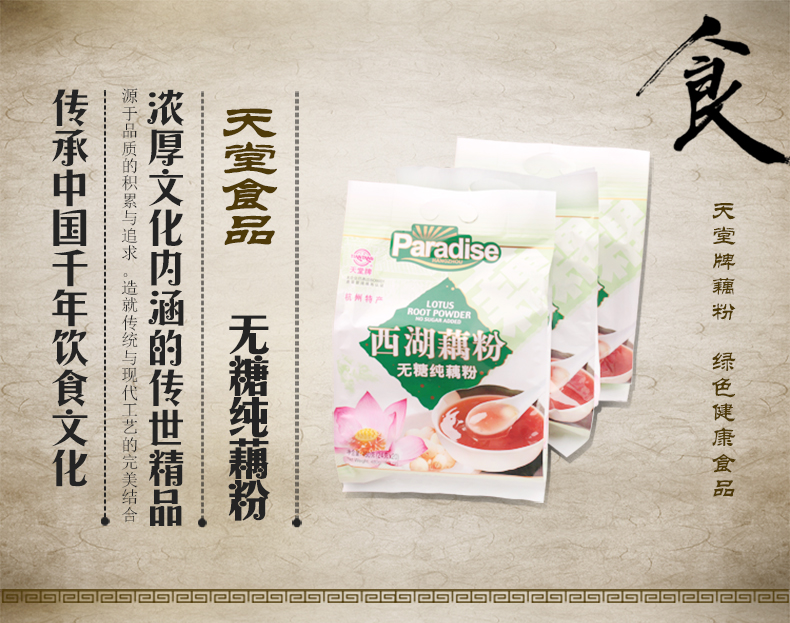 食
天堂牌藕粉 绿色健康食品
天堂食品 无糖纯藕粉
浓厚文化内涵的传世精品
源于品质的积累与追求。造就传统与现代工艺的完美结合
传承中国千年饮食文化
Paradise
天堂牌
杭州特产
LOTUS
ROOT POWDER
NO SUGAR ADDED
西湖藕粉
无糖纯藕粉